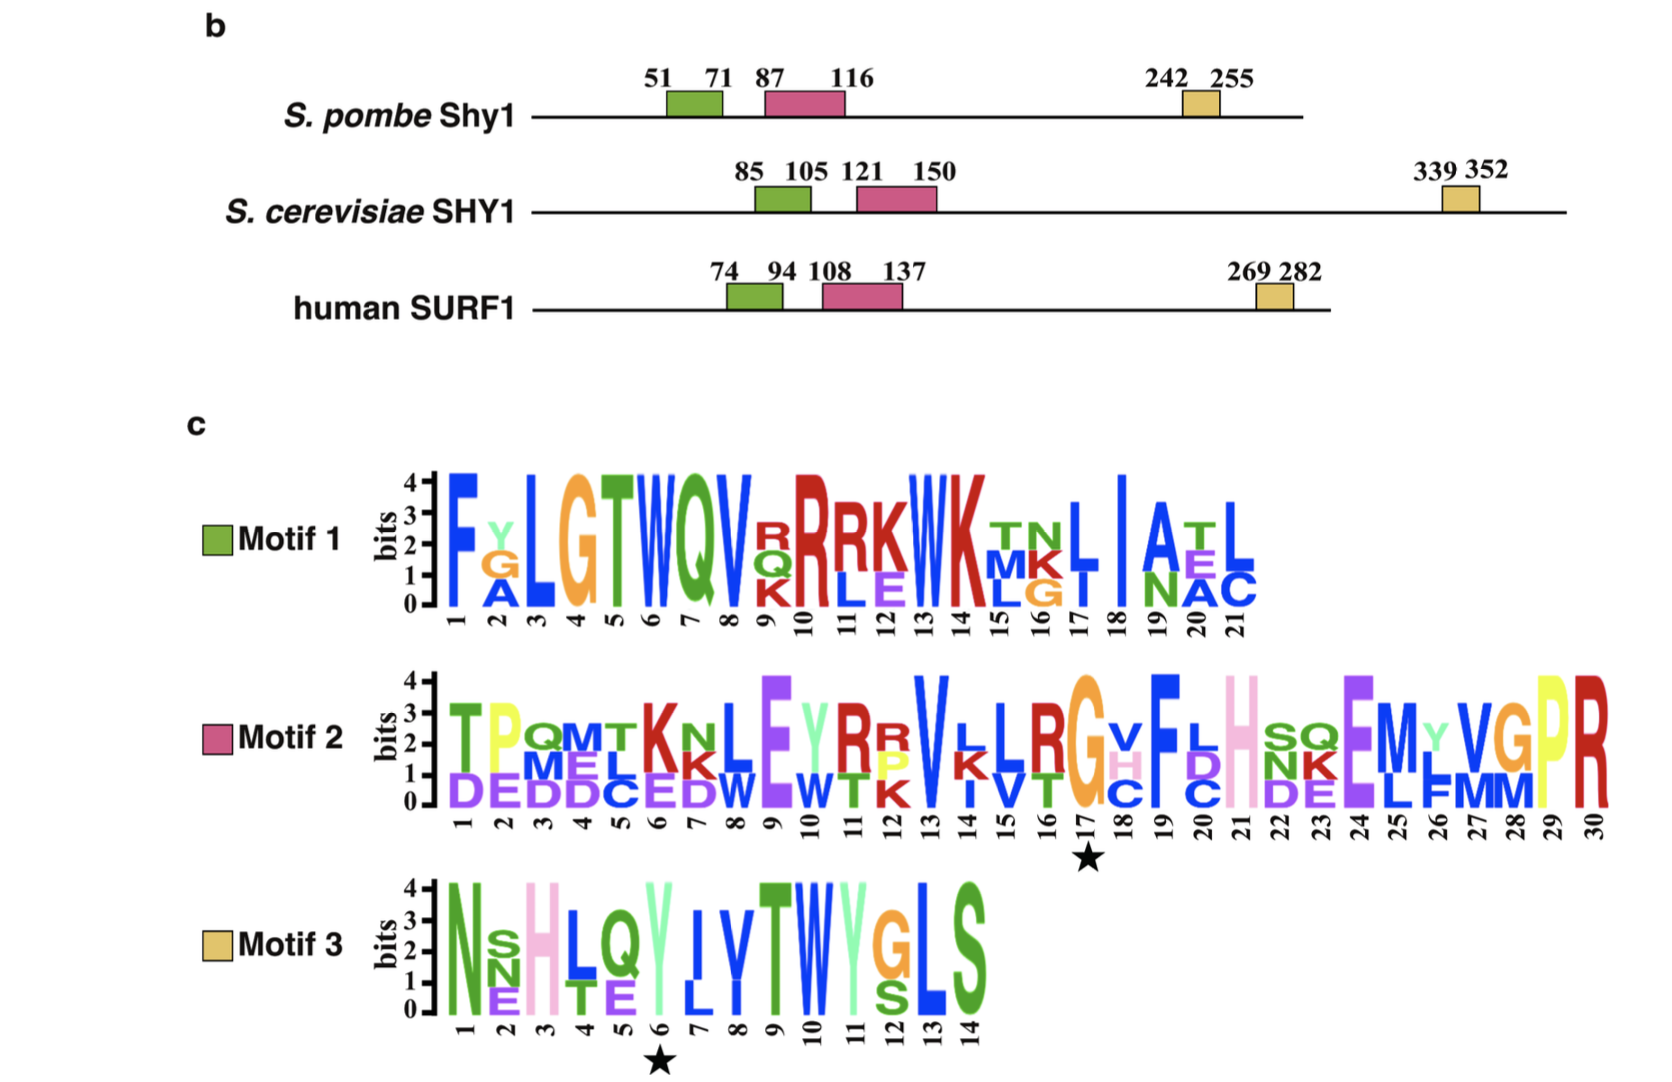 b
51 71 87 116 242 255
S. pombe Shy1
85 105 121 150 339 352
S. cerevisiae SHY1
74 94 108 137 269 282
human SURF1
c
Motif 1
bits
4
3
2
1
0
F Y G A L G T W Q V R Q K R R L K E W K T M L N K G L I I A N T E A L C
1 2 3 4 5 6 7 8 9 10 11 12 13 14 15 16 17 18 19 20 21
Motif 2
bits
4
3
2
1
0
T D P E Q M D M E D T L C K E N K D L W E Y W R T R P K V L K I L V R T G V H C F L D C H S N D Q K E E M L Y L F V M G M P R
1 2 3 4 5 6 7 8 9 10 11 12 13 14 15 16 17 18 19 20 21 22 23 24 25 26 27 28 29 30
★
Motif 3
bits
4
3
2
1
0
N S N E H L T Q E Y I L V I T W Y G S L S
1 2 3 4 5 6 7 8 9 10 11 12 13 14
★